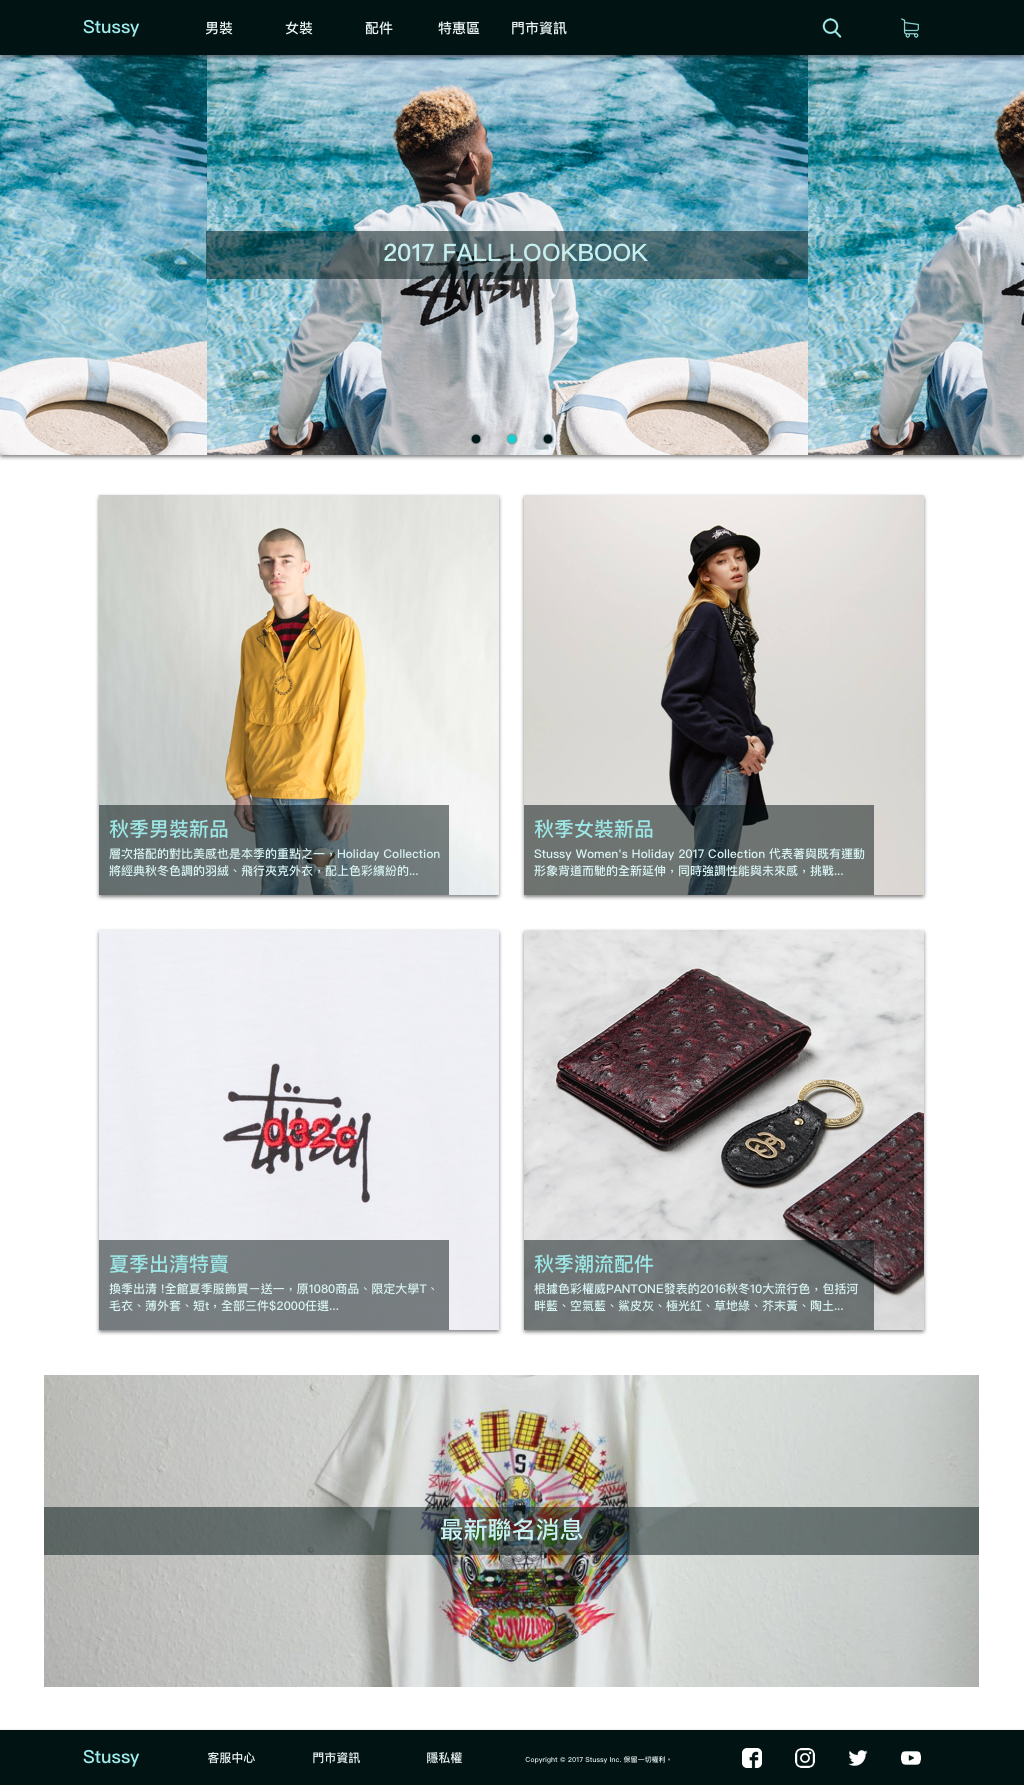 Stussy 男裝 女裝 配件 特惠區 門市資訊
2017 FALL LOOKBOOK
Stussy
秋季男裝新品
層次搭配的對比美感也是本季的重點之一，Holiday Collection
將經典秋冬色調的羽絨、飛行夾克外衣，配上色彩繽紛的...
秋季女裝新品
Stussy Women's Holiday 2017 Collection 代表著與既有運動
形象背道而馳的全新延伸，同時強調性能與未來感，挑戰...
Stüssy
032c
夏季出清特賣
換季出清 !全館夏季服飾買一送一，原1080商品、限定大學T、
毛衣、薄外套、短t，全部三件$2000任選...
秋季潮流配件
根據色彩權威PANTONE發表的2016秋冬10大流行色，包括河
畔藍、空氣藍、鯊皮灰、極光紅、草地綠、芥末黃、陶土...
S
最新聯名消息
J.JVILLARD
Stussy 客服中心 門市資訊 隱私權 Copyright © 2017 Stussy Inc. 保留一切權利。